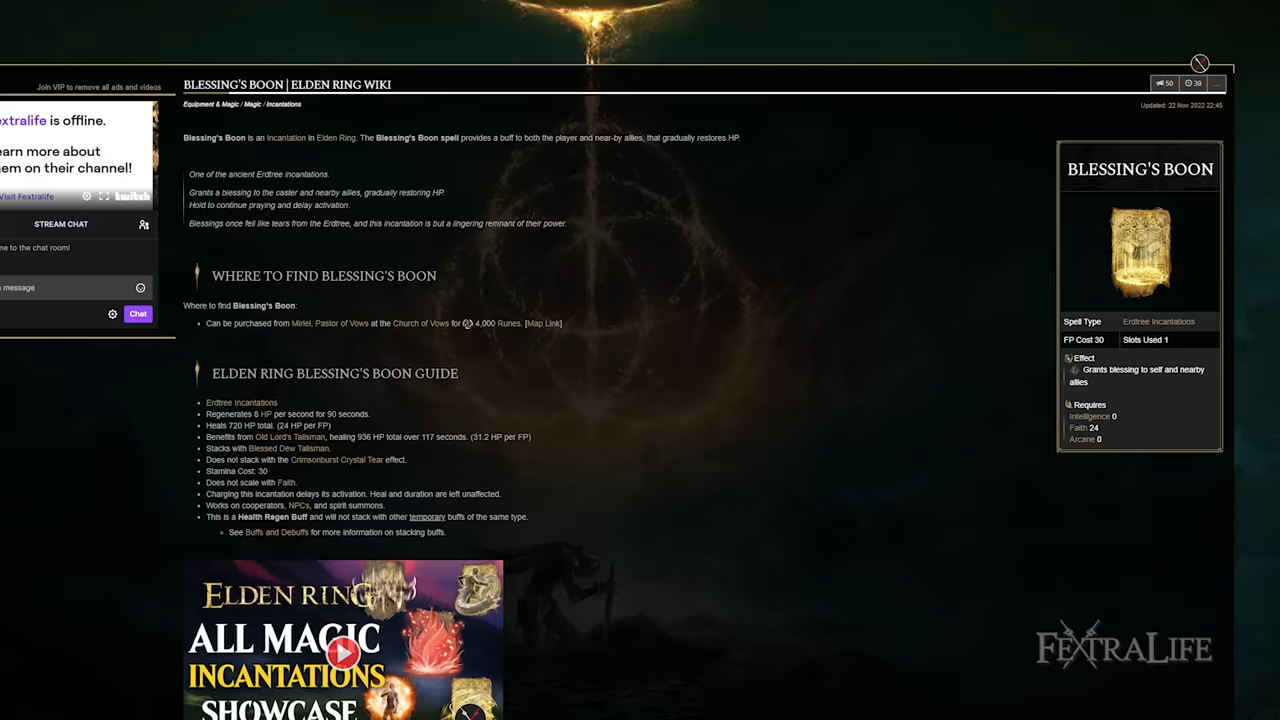 Join VIP to remove all ads and videos
BLESSING'S BOON | ELDEN RING WIKI
50
39
...
Equipment & Magic / Magic / Incantations
Updated: 22 Nov 2022 22:45
extralife is offline.
earn more about
hem on their channel!
Visit Fextralife
twitch
STREAM CHAT
me to the chat room!
message
Chat
Blessing's Boon is an Incantation in Elden Ring. The Blessing's Boon spell provides a buff to both the player and near-by allies, that gradually restores HP.
One of the ancient Erdtree incantations.
Grants a blessing to the caster and nearby allies, gradually restoring HP.
Hold to continue praying and delay activation.
Blessings once fell like tears from the Erdtree, and this incantation is but a lingering remnant of their power.
WHERE TO FIND BLESSING'S BOON
Where to find Blessing's Boon:
Can be purchased from Miriel, Pastor of Vows at the Church of Vows for 4,000 Runes. [Map Link]
ELDEN RING BLESSING'S BOON GUIDE
Erdtree Incantations
Regenerates 8 HP per second for 90 seconds.
Heals 720 HP total. (24 HP per FP)
Benefits from Old Lord's Talisman, healing 936 HP total over 117 seconds. (31.2 HP per FP)
Stacks with Blessed Dew Talisman.
Does not stack with the Crimsonburst Crystal Tear effect.
Stamina Cost: 30
Does not scale with Faith.
Charging this incantation delays its activation. Heal and duration are left unaffected.
Works on cooperators, NPCs, and spirit summons.
This is a Health Regen Buff and will not stack with other temporary buffs of the same type.
See Buffs and Debuffs for more information on stacking buffs.
ELDEN RING
ALL MAGIC
INCANTATIONS
SHOWCASE
BLESSING'S BOON
Spell Type Erdtree Incantations
FP Cost 30 Slots Used 1
Effect
Grants blessing to self and nearby
allies
Requires
Intelligence 0
Faith 24
Arcane 0
FEXTRALIFE